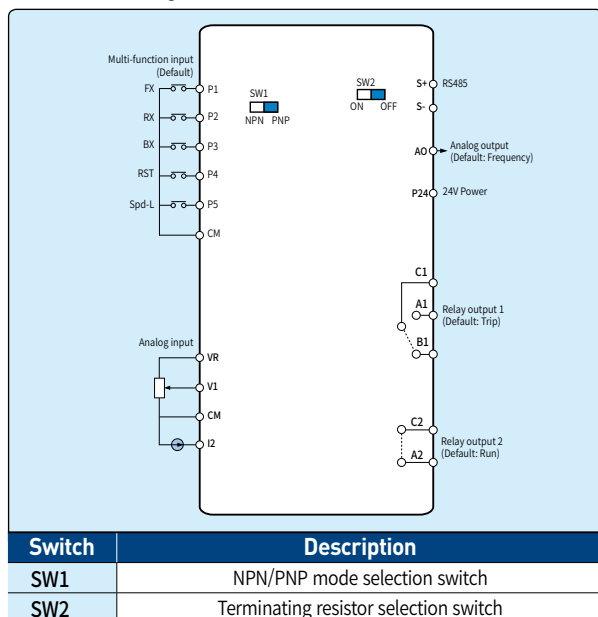 Multi-function input
(Default)
FX
P1
RX
P2
BX
P3
RST
P4
Spd-L
P5
CM
SW1
NPN PNP
SW2
ON OFF
S+ RS485
S-
AO Analog output
(Default: Frequency)
P24 24V Power
C1
A1
Relay output 1
(Default: Trip)
B1
Analog input
VR
V1
CM
I2
C2
Relay output 2
(Default: Run)
A2
Switch Description
SW1 NPN/PNP mode selection switch
SW2 Terminating resistor selection switch